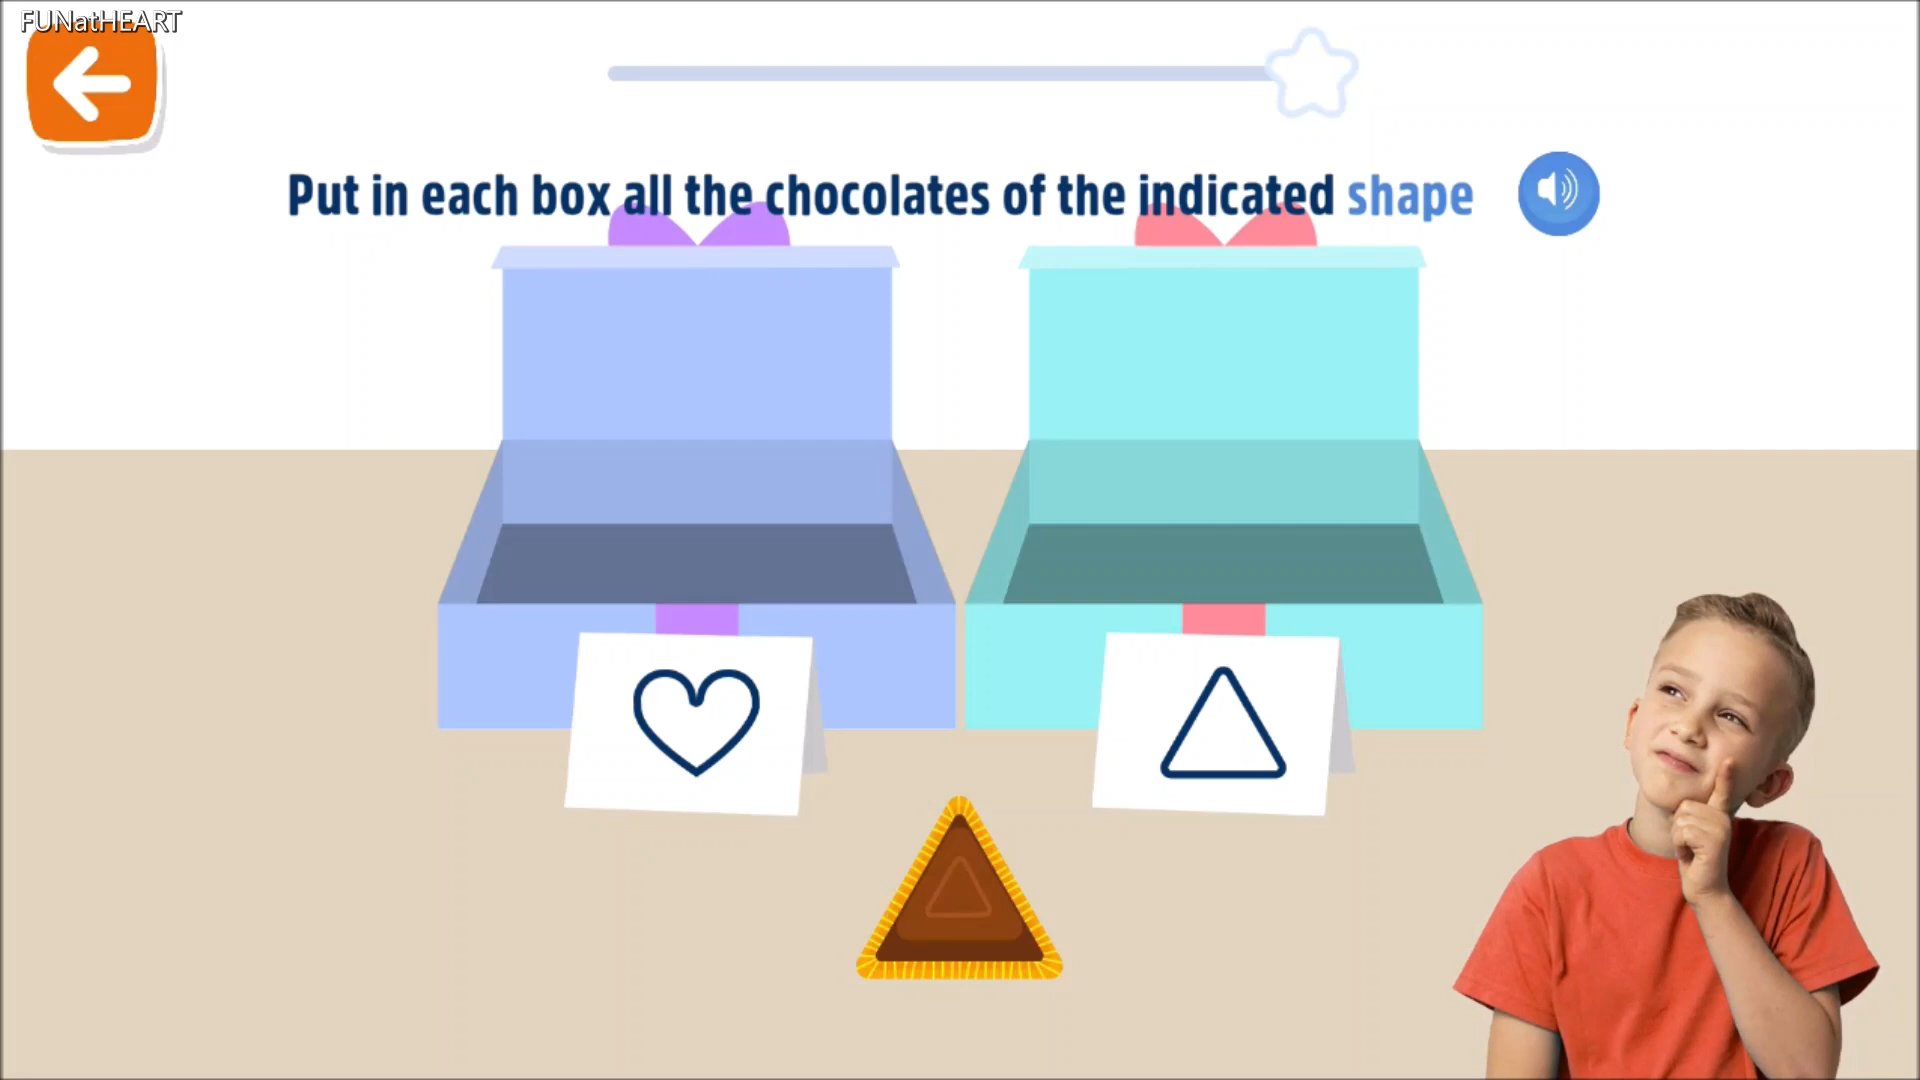 FUNatHEART
Put in each box all the chocolates of the indicated shape